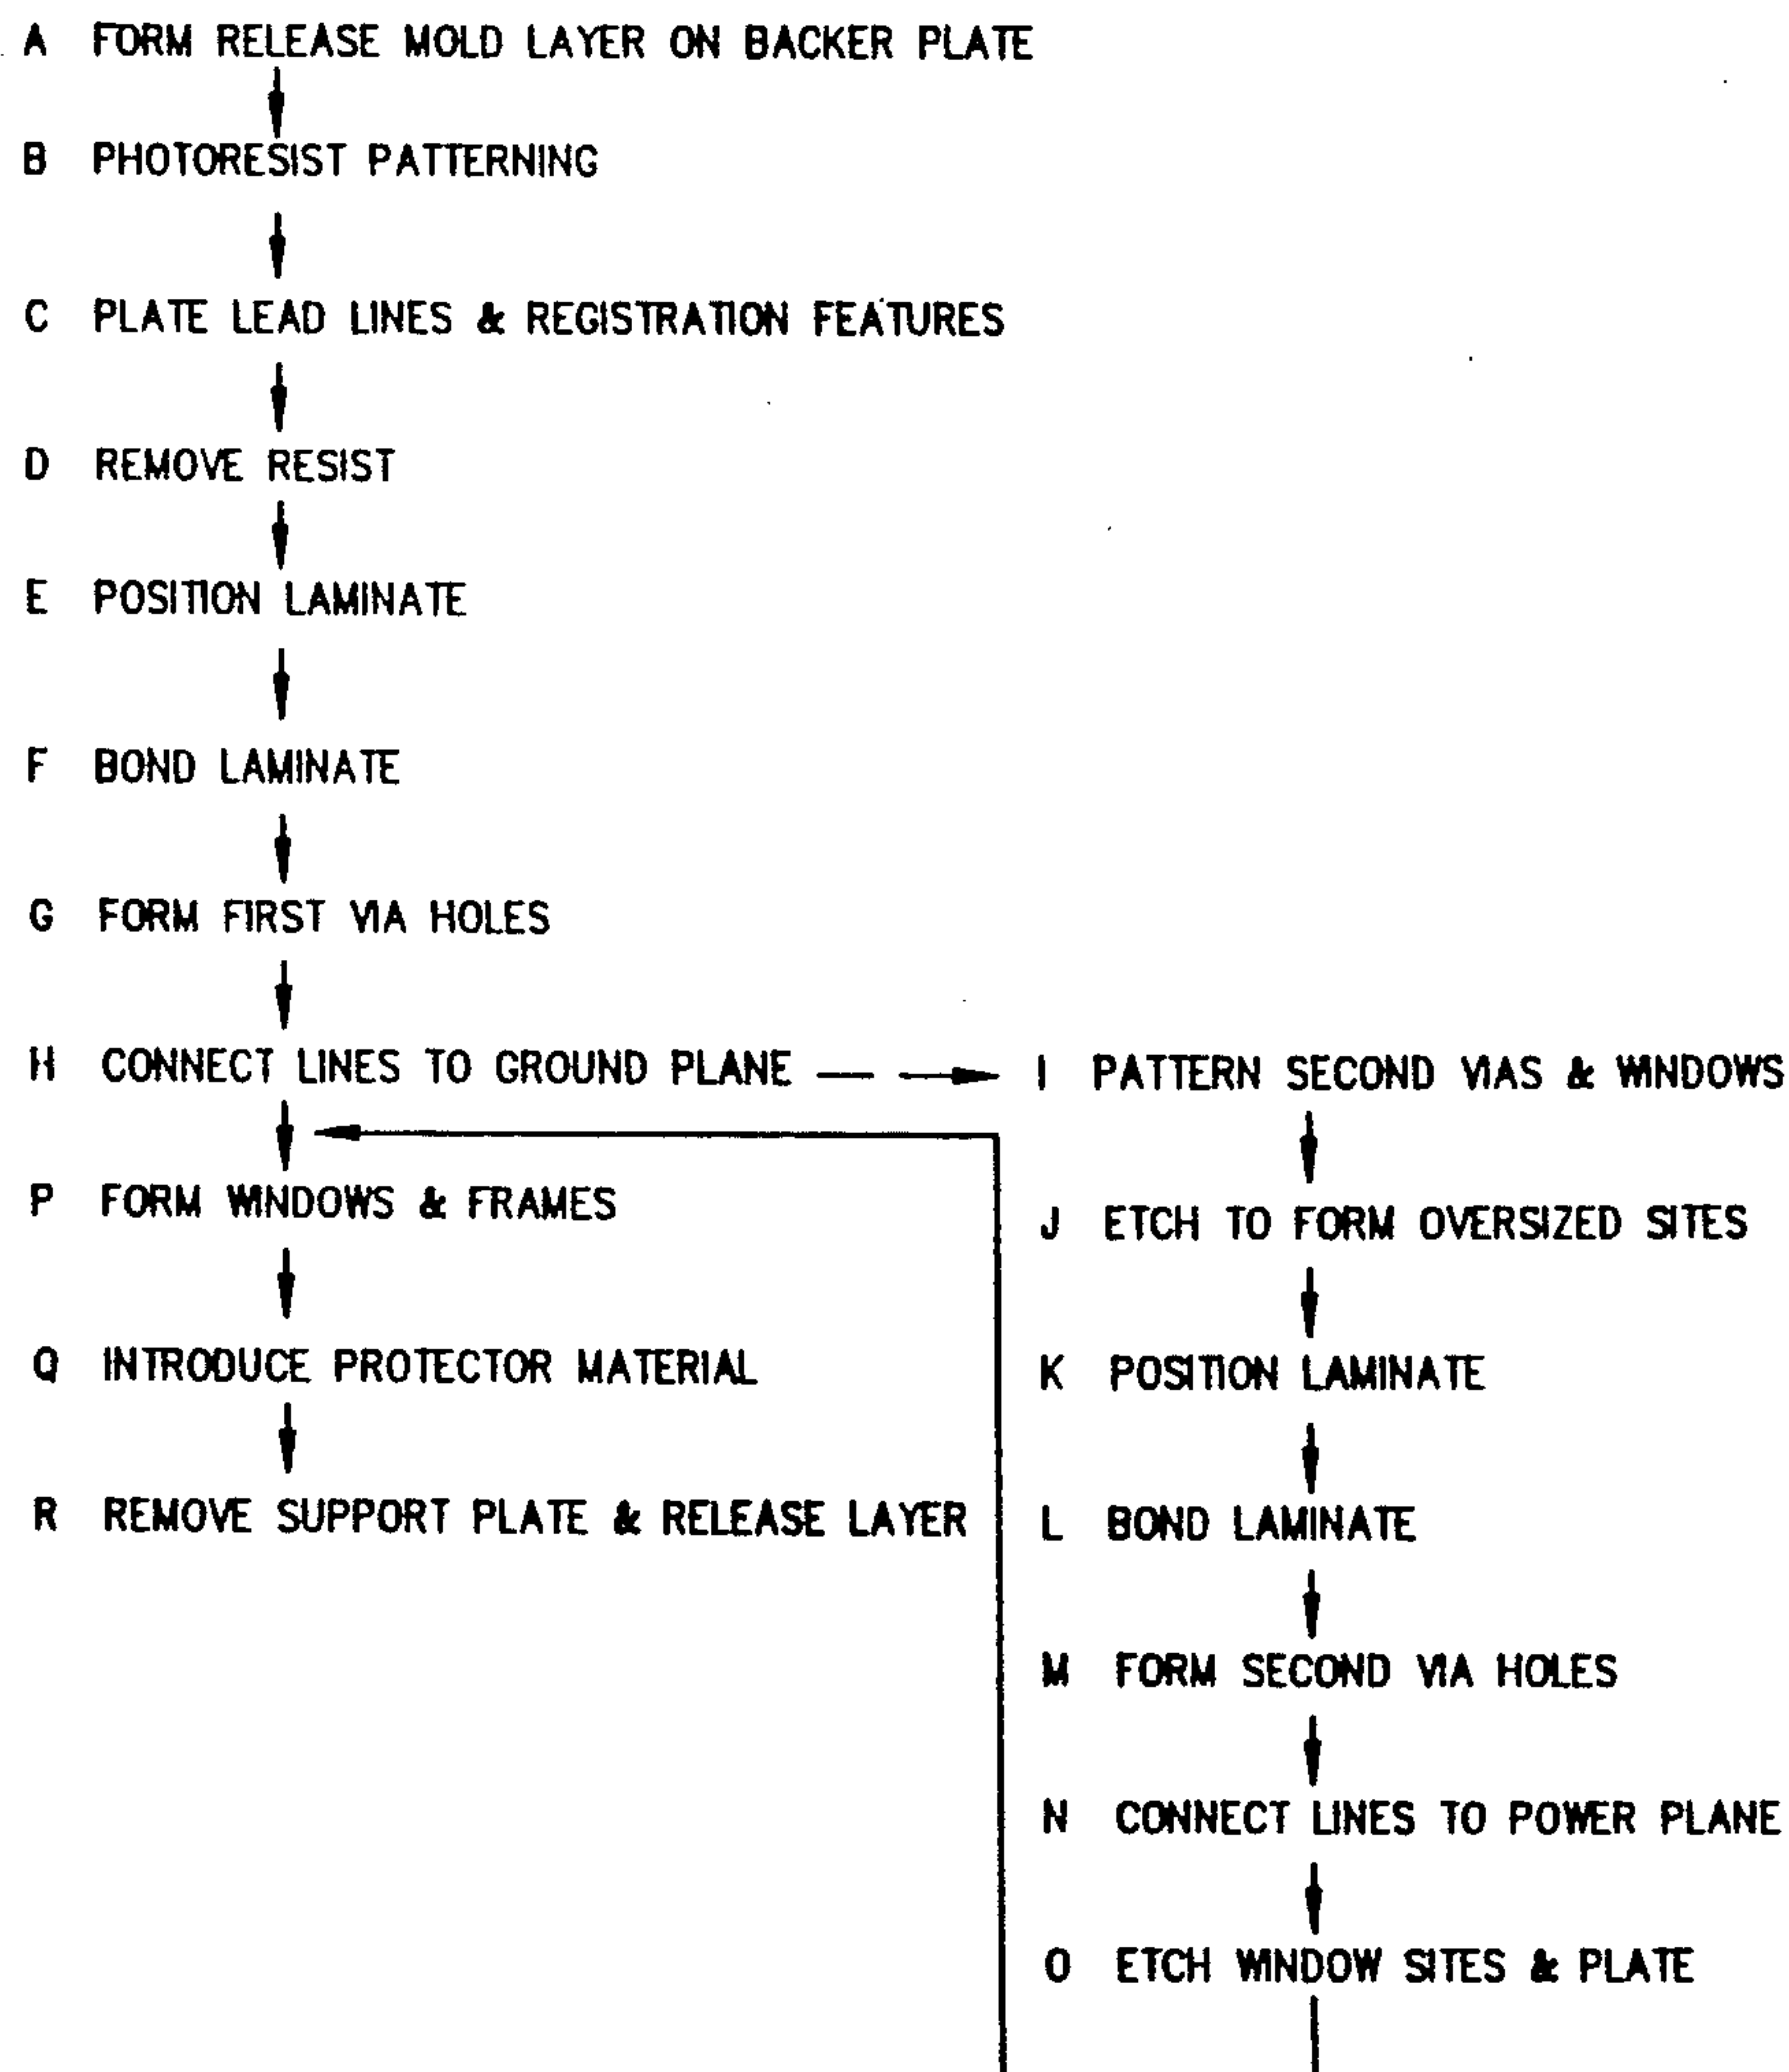 A FORM RELEASE MOLD LAYER ON BACKER PLATE
B PHOTORESIST PATTERNING
C PLATE LEAD LINES & REGISTRATION FEATURES
D REMOVE RESIST
E POSITION LAMINATE
F BOND LAMINATE
G FORM FIRST VIA HOLES
H CONNECT LINES TO GROUND PLANE
P FORM WINDOWS & FRAMES
Q INTRODUCE PROTECTOR MATERIAL
R REMOVE SUPPORT PLATE & RELEASE LAYER
I PATTERN SECOND VIAS & WINDOWS
J ETCH TO FORM OVERSIZED SITES
K POSITION LAMINATE
L BOND LAMINATE
M FORM SECOND VIA HOLES
N CONNECT LINES TO POWER PLANE
O ETCH WINDOW SITES & PLATE